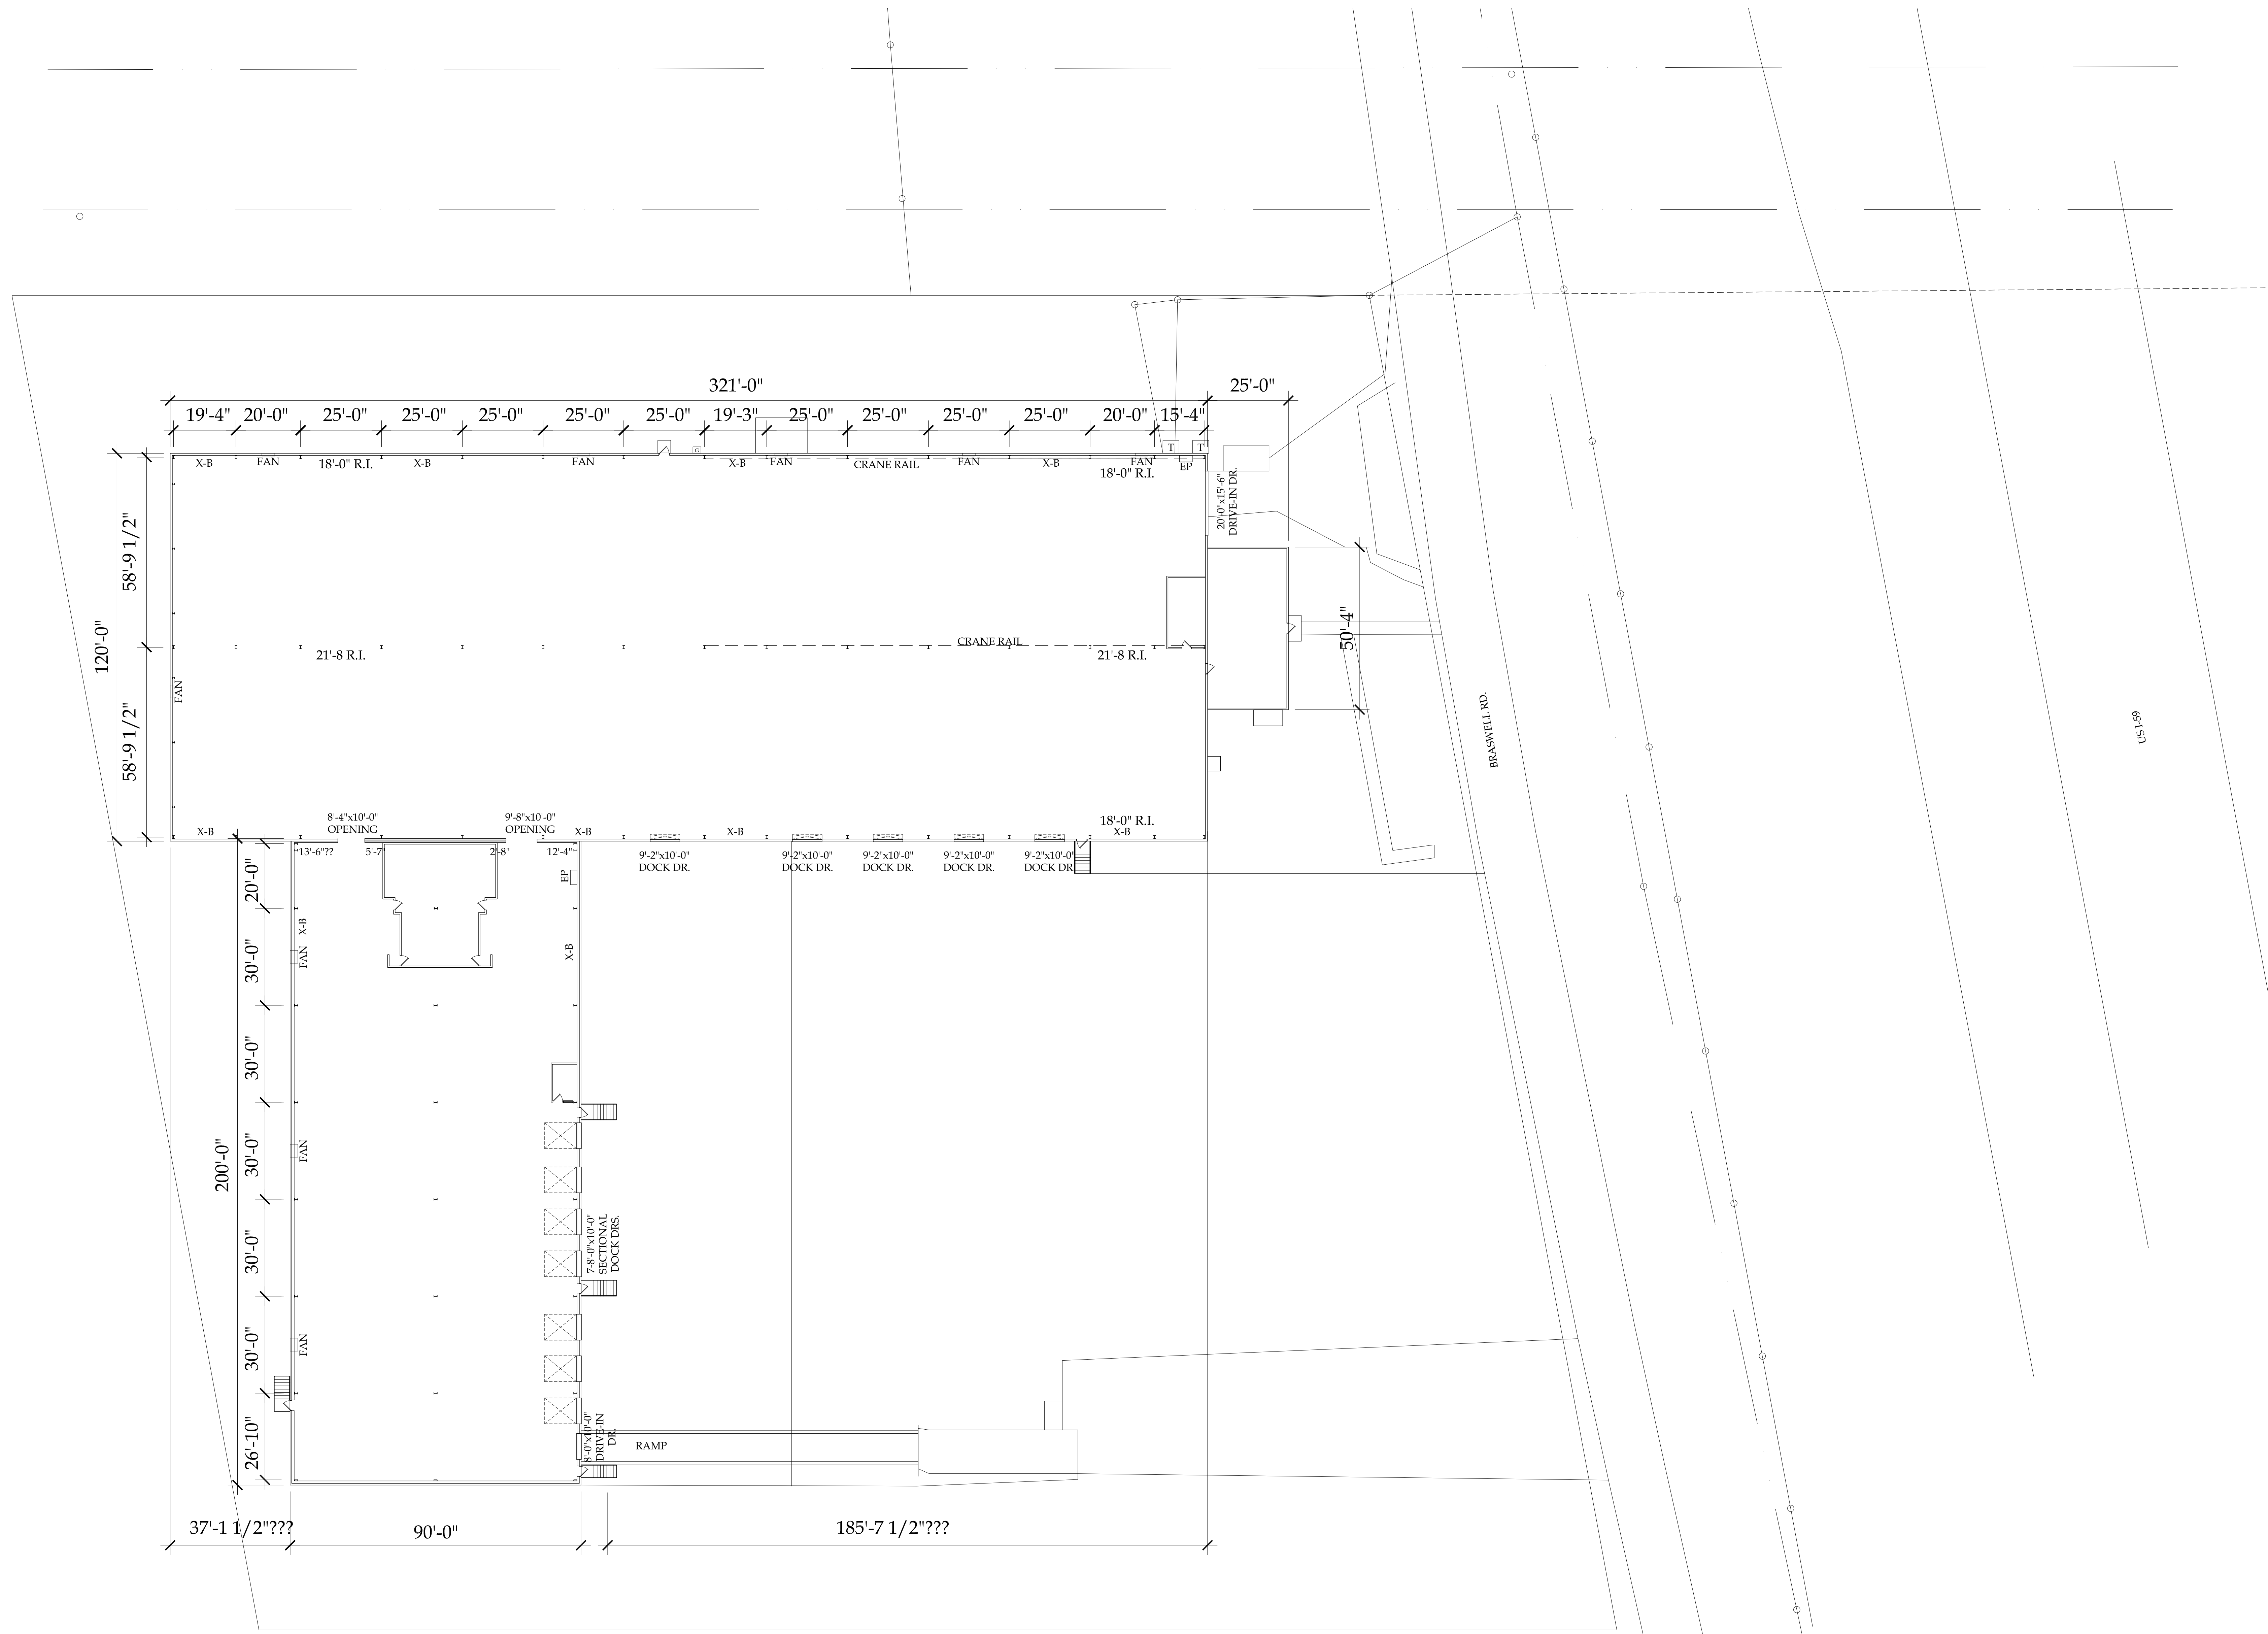 321'-0"
25'-0"
19'-4" 20'-0" 25'-0" 25'-0" 25'-0" 25'-0" 25'-0" 19'-3" 25'-0" 25'-0" 25'-0" 25'-0" 20'-0" 15'-4"
G
T
T
X-B FAN 18'-0" R.I. X-B FAN X-B FAN CRANE RAIL FAN X-B FAN EP
18'-0" R.I.
20'-0"x15'-6"
DRIVE-IN DR.
58'-9 1/2"
120'-0"
58'-9 1/2"
CRANE RAIL
21'-8 R.I.
21'-8 R.I.
50'-4"
FAN
BRASWELL RD.
US I-59
8'-4"x10'-0"
OPENING
9'-8"x10'-0"
OPENING
18'-0" R.I.
X-B
X-B
X-B
X-B
"13'-6"??
5'-7"
2'-8"
12'-4"
9'-2"x10'-0"
DOCK DR.
9'-2"x10'-0"
DOCK DR.
9'-2"x10'-0"
DOCK DR.
9'-2"x10'-0"
DOCK DR.
9'-2"x10'-0"
DOCK DR.
20'-0"
EP
X-B
X-B
FAN
30'-0"
30'-0"
30'-0"
FAN
200'-0"
30'-0"
7-8'-0"x10'-0"
SECTIONAL
DOCK DRS.
30'-0"
FAN
26'-10"
8'-0"x10'-0"
DRIVE-IN
DR.
RAMP
37'-1 1/2"???
90'-0"
185'-7 1/2"???